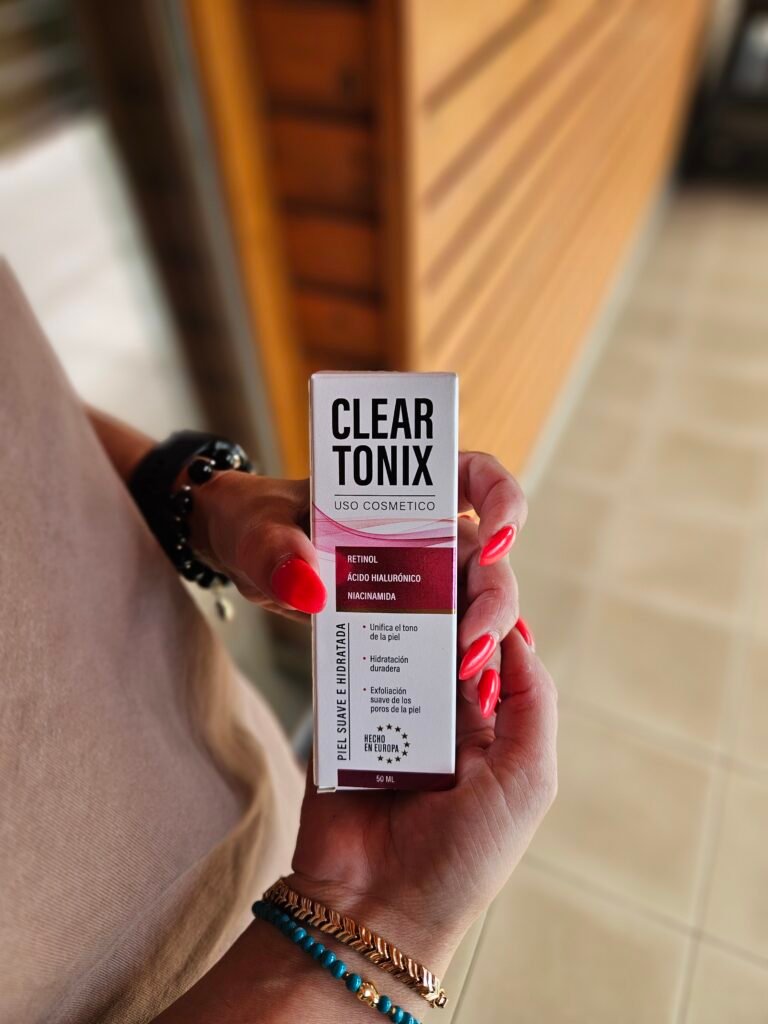 CLEAR
TONIX
USO COSMETICO
RETINOL
ÁCIDO HIALURÓNICO
NIACINAMIDA
PIEL SUAVE E HIDRATADA
• Unifica el tono
de la piel
• Hidratación
duradera
• Exfoliación
suave de los
poros de la piel
HECHO
EN EUROPA
50 ML